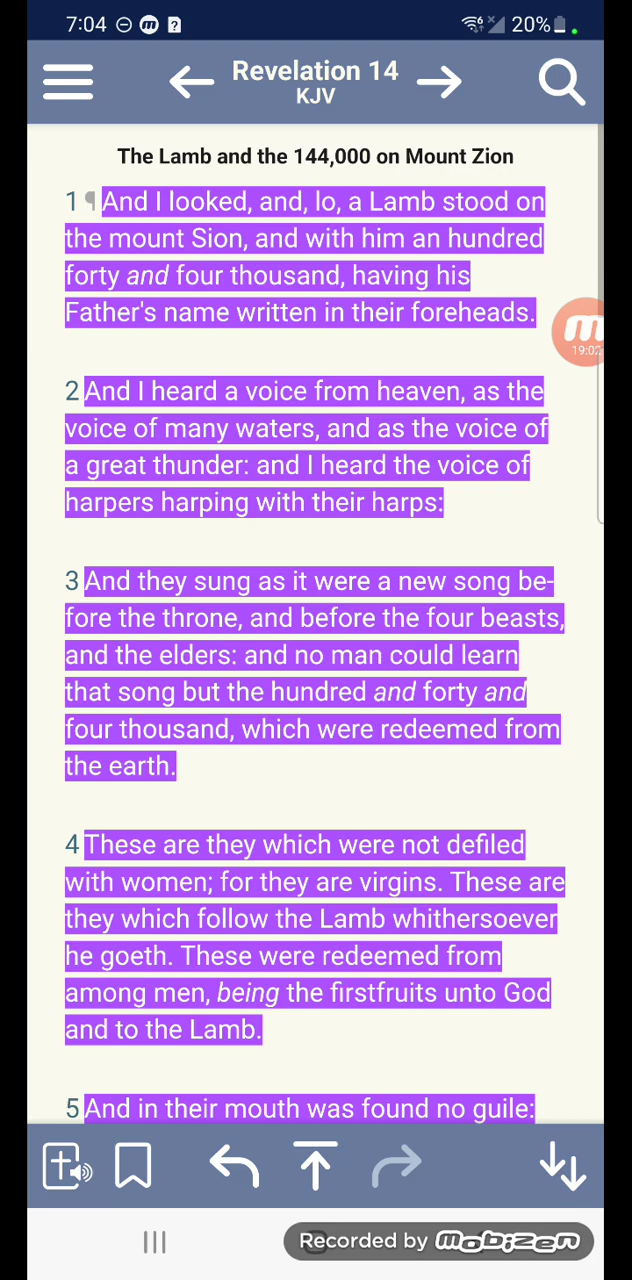 7:04 m ? 6 20%
Revelation 14
KJV
The Lamb and the 144,000 on Mount Zion
1 ¶ And I looked, and, lo, a Lamb stood on
the mount Sion, and with him an hundred
forty and four thousand, having his
Father's name written in their foreheads.
m
19:02
2 And I heard a voice from heaven, as the
voice of many waters, and as the voice of
a great thunder: and I heard the voice of
harpers harping with their harps:
3 And they sung as it were a new song be-
fore the throne, and before the four beasts,
and the elders: and no man could learn
that song but the hundred and forty and
four thousand, which were redeemed from
the earth.
4 These are they which were not defiled
with women; for they are virgins. These are
they which follow the Lamb whithersoever
he goeth. These were redeemed from
among men, being the firstfruits unto God
and to the Lamb.
5 And in their mouth was found no guile:
Recorded by mobizen